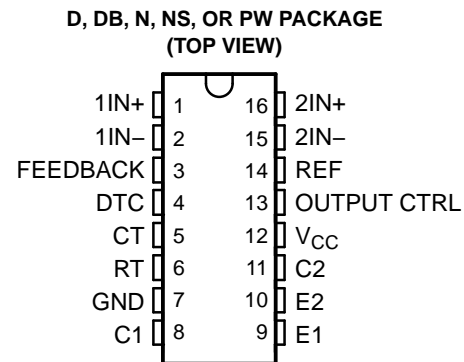 D, DB, N, NS, OR PW PACKAGE
(TOP VIEW)
1IN+ 1 16 2IN+
1IN− 2 15 2IN−
FEEDBACK 3 14 REF
DTC 4 13 OUTPUT CTRL
CT 5 12 VCC
RT 6 11 C2
GND 7 10 E2
C1 8 9 E1